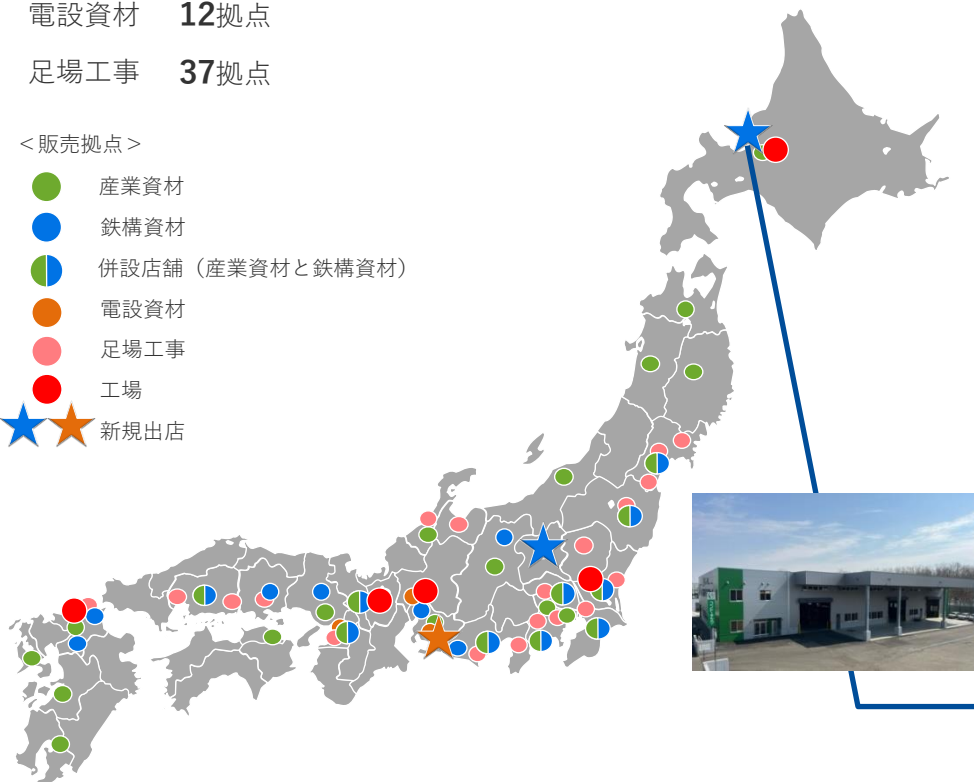 電設資材 12拠点
足場工事 37拠点
＜販売拠点＞
産業資材
鉄構資材
併設店舗（産業資材と鉄構資材）
電設資材
足場工事
工場
新規出店